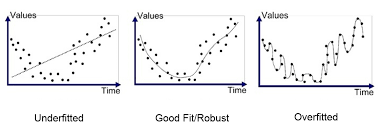 Values
Values
Values
Time
Time
Time
Underfitted
Good Fit/Robust
Overfitted